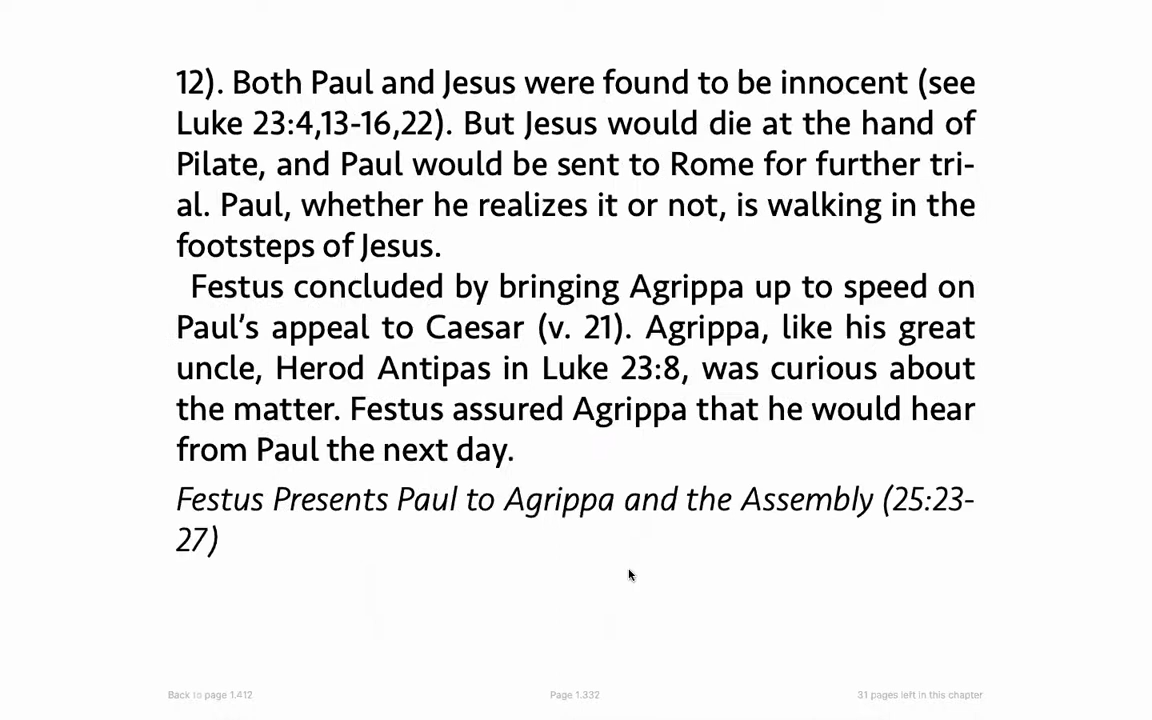 12). Both Paul and Jesus were found to be innocent (see
Luke 23:4,13-16,22). But Jesus would die at the hand of
Pilate, and Paul would be sent to Rome for further tri-
al. Paul, whether he realizes it or not, is walking in the
footsteps of Jesus.
Festus concluded by bringing Agrippa up to speed on
Paul’s appeal to Caesar (v. 21). Agrippa, like his great
uncle, Herod Antipas in Luke 23:8, was curious about
the matter. Festus assured Agrippa that he would hear
from Paul the next day.
Festus Presents Paul to Agrippa and the Assembly (25:23-
27)
Back to page 1.412
Page 1.332
31 pages left in this chapter